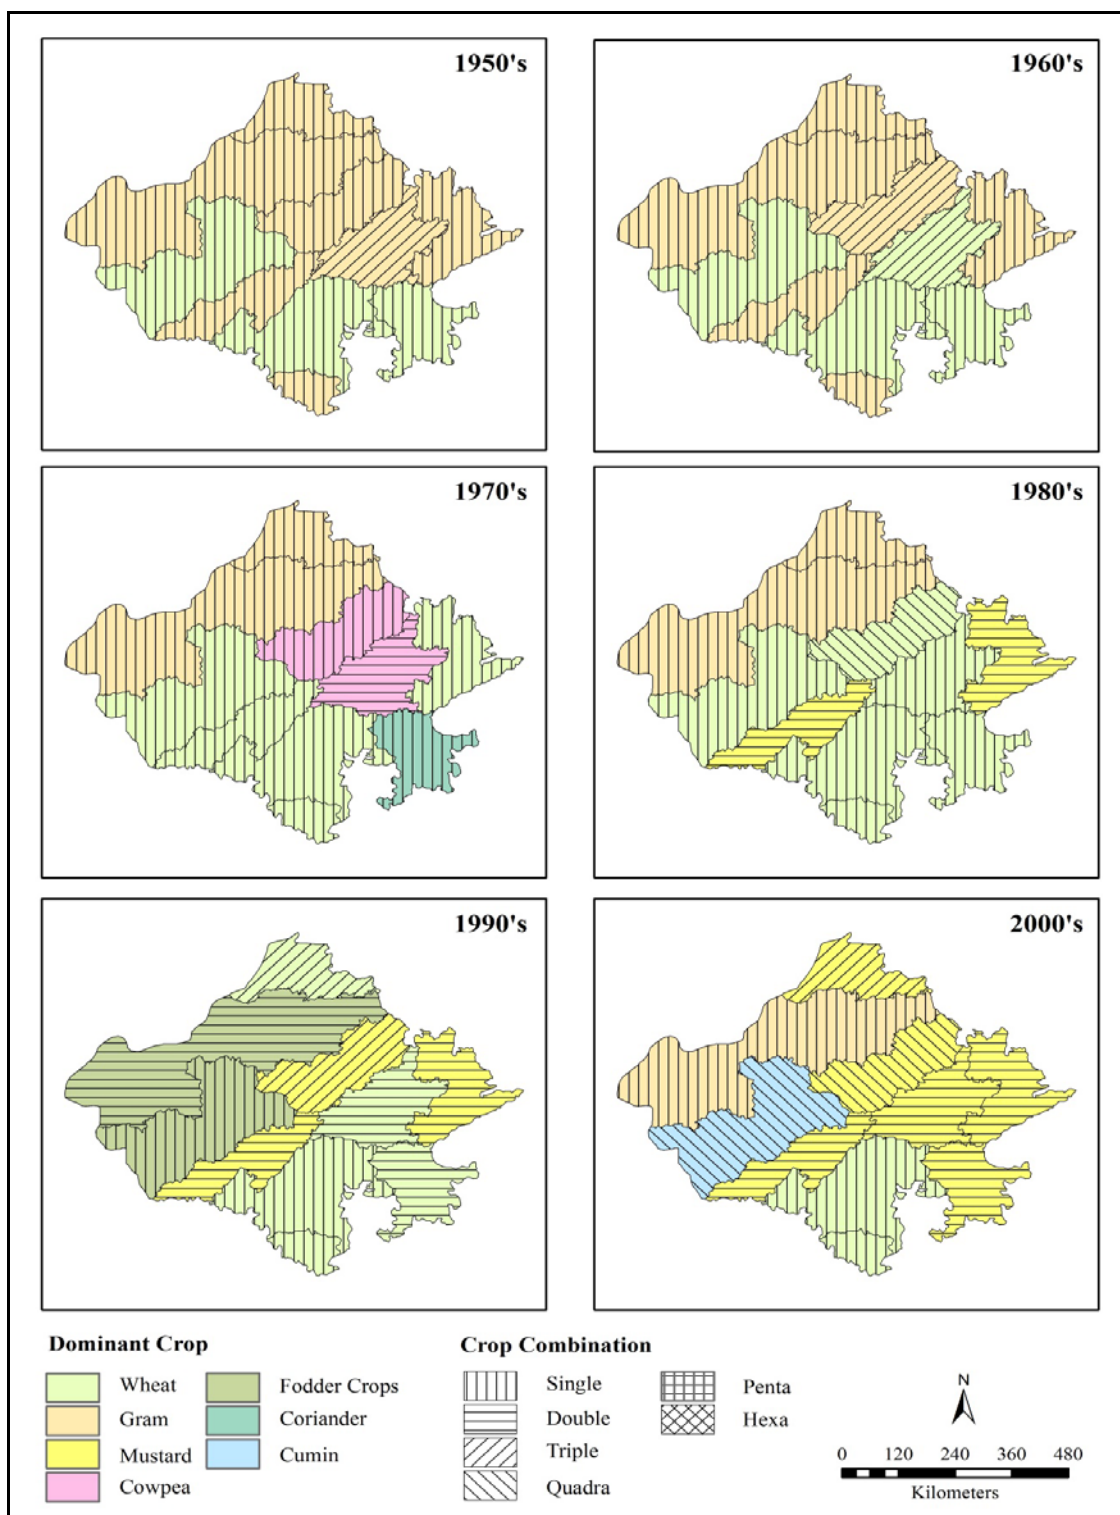 1950's
1960's
1970's
1980's
1990's
2000's
Dominant Crop
Wheat
Gram
Mustard
Cowpea
Fodder Crops
Coriander
Cumin
Crop Combination
Single
Double
Triple
Quadra
Penta
Hexa
N
0 120 240 360 480
Kilometers